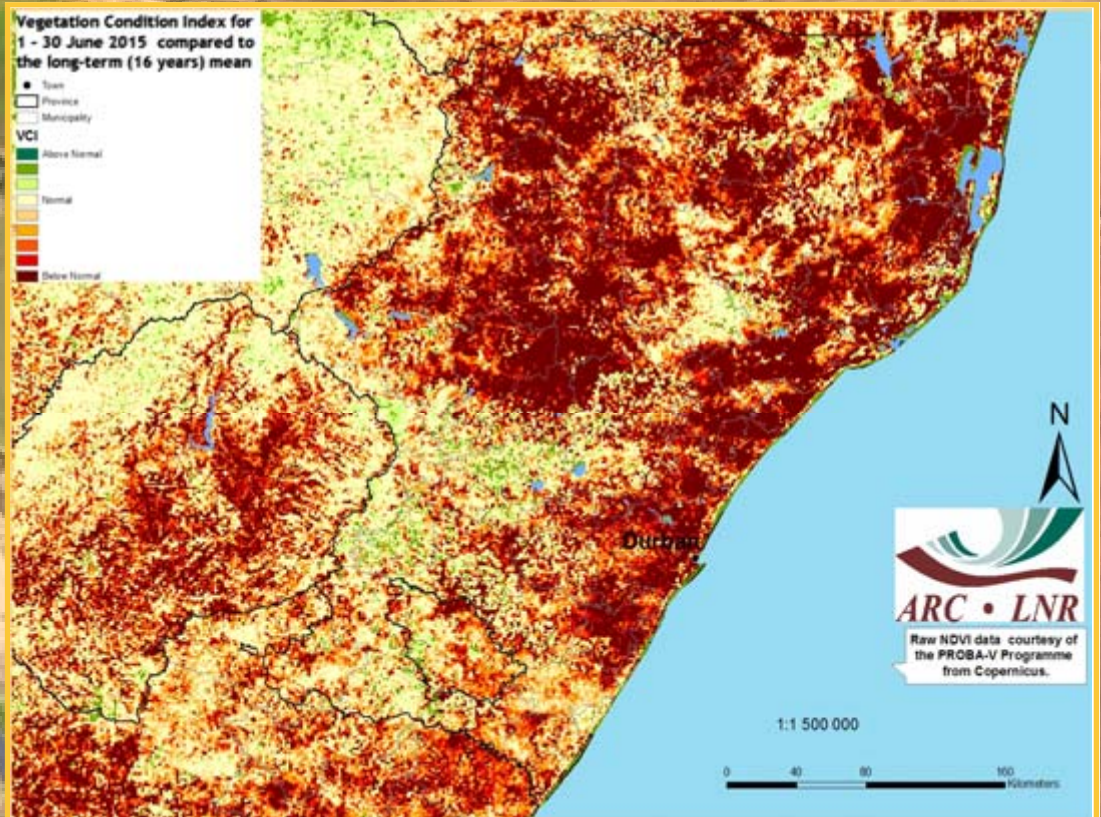 Vegetation Condition Index for
1 - 30 June 2015 compared to
the long-term (16 years) mean
Town
Province
Municipality
VCI
Above Normal
Normal
Below Normal
Durban
N
ARC • LNR
Raw NDVI data courtesy of
the PROBA-V Programme
from Copernicus.
1:1 500 000
0 40 80 160
Kilometers